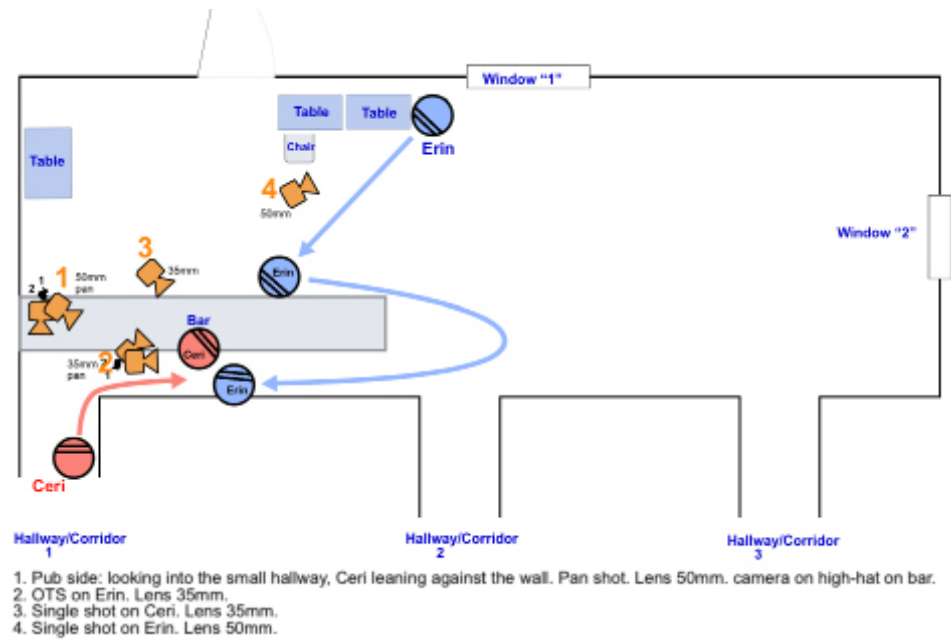 Window "1"
Table
Table
Erin
Table
Chair
4
50mm
Window "2"
3
35mm
Erin
1
50mm
pan
1
2
Bar
Ceri
2
35mm
pan
1
Erin
Ceri
Hallway/Corridor
1
Hallway/Corridor
2
Hallway/Corridor
3
1. Pub side: looking into the small hallway, Ceri leaning against the wall. Pan shot. Lens 50mm. camera on high-hat on bar.
2. OTS on Erin. Lens 35mm.
3. Single shot on Ceri. Lens 35mm.
4. Single shot on Erin. Lens 50mm.